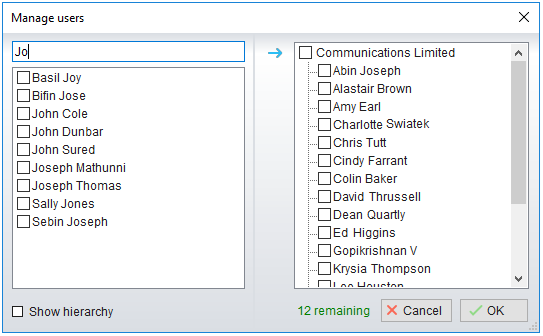 Manage users
Jo
Basil Joy
Bifin Jose
John Cole
John Dunbar
John Sured
Joseph Mathunni
Joseph Thomas
Sally Jones
Sebin Joseph
Show hierarchy
Communications Limited
Abin Joseph
Alastair Brown
Amy Earl
Charlotte Swiatek
Chris Tutt
Cindy Farrant
Colin Baker
David Thrussell
Dean Quartly
Ed Higgins
Gopikrishnan V
Krysia Thompson
12 remaining
Cancel
OK